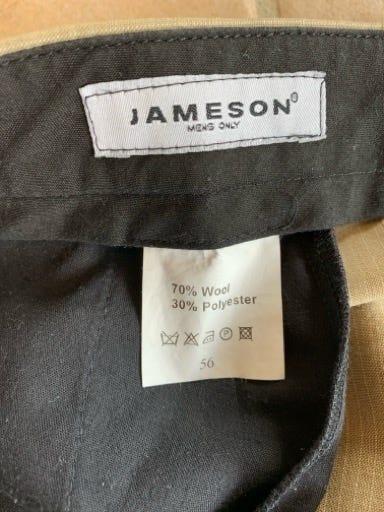 JAMESON®
MENS ONLY
70% Wool
30% Polyester
P
56